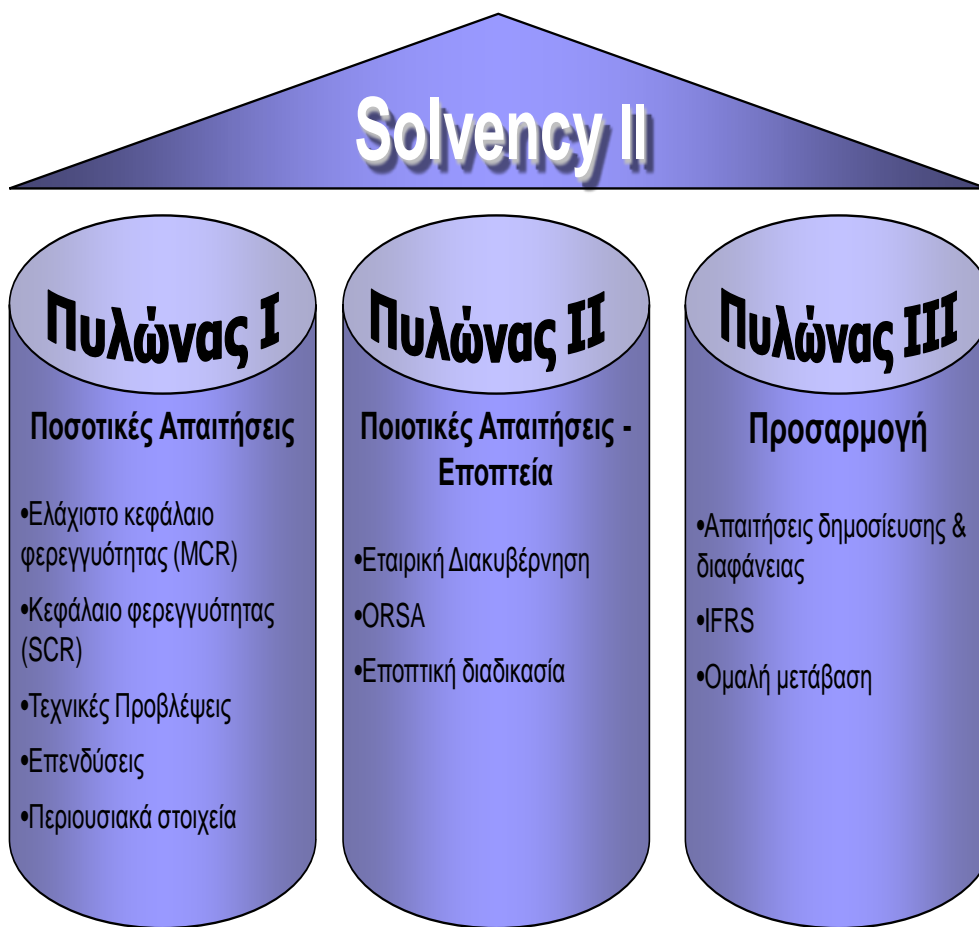 Solvency II
Πυλώνας I
Ποσοτικές Απαιτήσεις
•Ελάχιστο κεφάλαιο
φερεγγυότητας (MCR)
•Κεφάλαιο φερεγγυότητας
(SCR)
•Τεχνικές Προβλέψεις
•Επενδύσεις
•Περιουσιακά στοιχεία
Πυλώνας II
Ποιοτικές Απαιτήσεις -
Εποπτεία
•Εταιρική Διακυβέρνηση
•ORSA
•Εποπτική διαδικασία
Πυλώνας III
Προσαρμογή
•Απαιτήσεις δημοσίευσης &
διαφάνειας
•IFRS
•Ομαλή μετάβαση